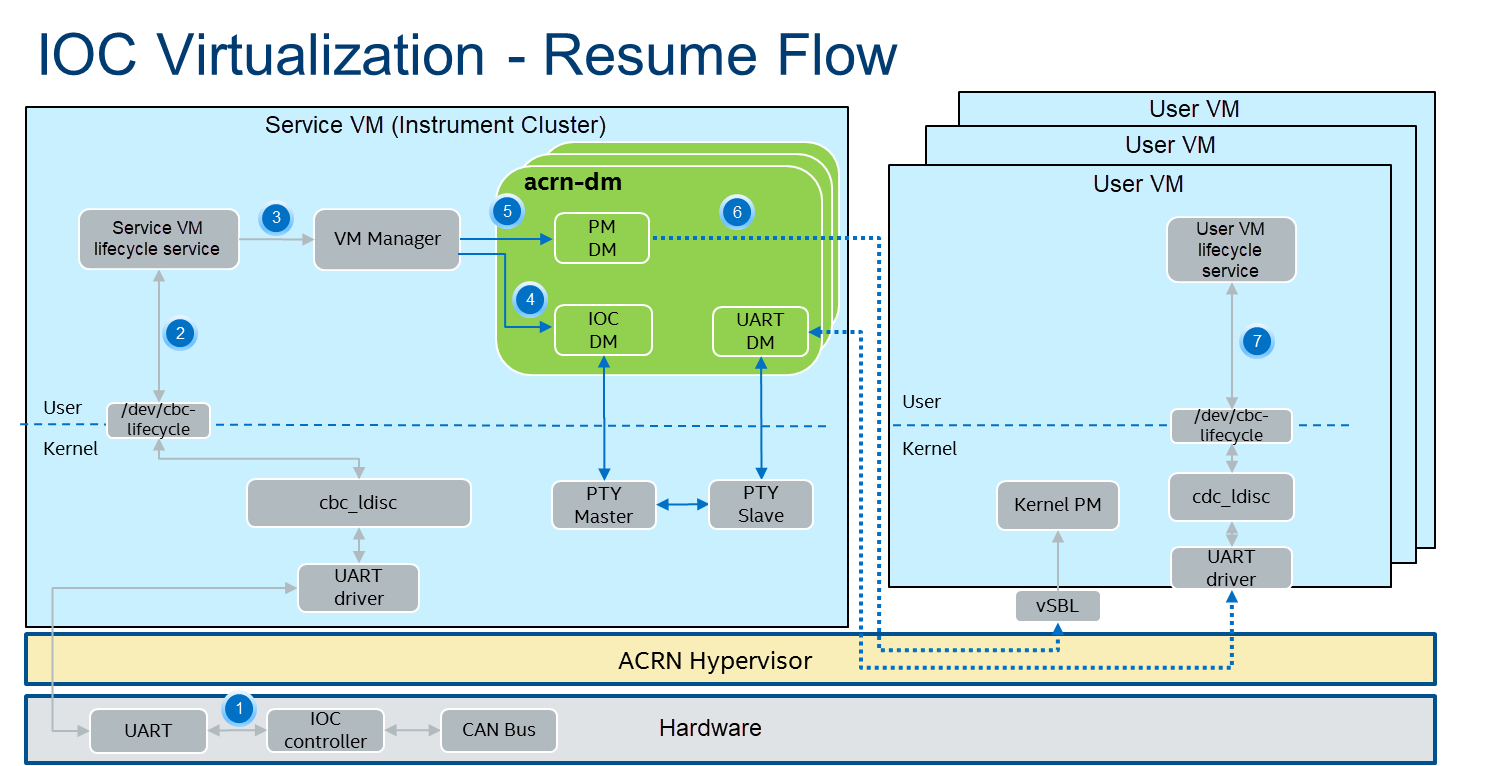 IOC Virtualization - Resume Flow
Service VM (Instrument Cluster)
User VM
User VM
User VM
acrn-dm
Service VM
lifecycle service
3
VM Manager
5
PM
DM
6
User VM
lifecycle
service
2
4
IOC
DM
UART
DM
7
User
/dev/cbc-
lifecycle
Kernel
User
/dev/cbc-
lifecycle
Kernel
cbc_ldisc
PTY
Master
PTY
Slave
Kernel PM
cdc_ldisc
UART
driver
UART
driver
vSBL
ACRN Hypervisor
1
UART
IOC
controller
CAN Bus
Hardware